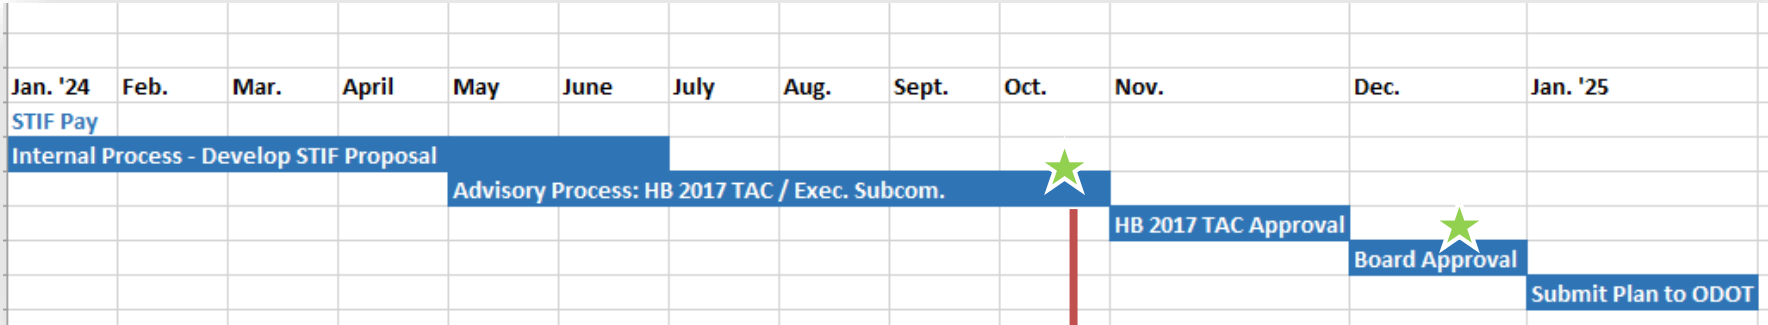 Jan. '24 Feb. Mar. April May June July Aug. Sept. Oct. Nov. Dec. Jan. '25
STIF Pay
Internal Process - Develop STIF Proposal
Advisory Process: HB 2017 TAC / Exec. Subcom.
HB 2017 TAC Approval
Board Approval
Submit Plan to ODOT